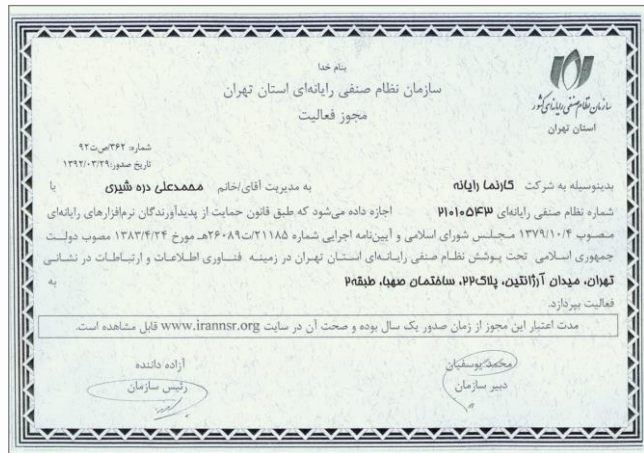 بنام خدا
سازمان نظام صنفی رایانه‌ای استان تهران
مجوز فعالیت
سازمان نظام صنفی رایانه‌ای کشور
استان تهران
شماره: ۳۶۲/ص‌ت۹۲
تاریخ صدور:۱۳۹۲/۰۳/۲۹
بدینوسیله به شرکت کارنما رایانه به مدیریت آقای/خانم محمدعلی دره شیری با
شماره نظام صنفی رایانه‌ای ۲۱۰۱۰۵۴۳ اجازه داده می‌شود که طبق قانون حمایت از پدیدآورندگان نرم‌افزارهای رایانه‌ای
مصوب ۱۳۷۹/۱۰/۴ مجلس شورای اسلامی و آیین‌نامه اجرایی شماره ۲۱۱۸۵/ت۲۶۰۸۹هـ مورخ ۱۳۸۳/۴/۲۴ مصوب دولت
جمهوری اسلامی تحت پوشش نظام صنفی رایانه‌ای استان تهران در زمینه فناوری اطلاعات و ارتباطات در نشانی
تهران، میدان آرژانتین، پلاک۲۲، ساختمان صهبا، طبقه۲ به
فعالیت بپردازد.
مدت اعتبار این مجوز از زمان صدور یک سال بوده و صحت آن در سایت www.irannsr.org قابل مشاهده است.
محمد یوسفیان
دبیر سازمان
آزاده داننده
رئیس سازمان